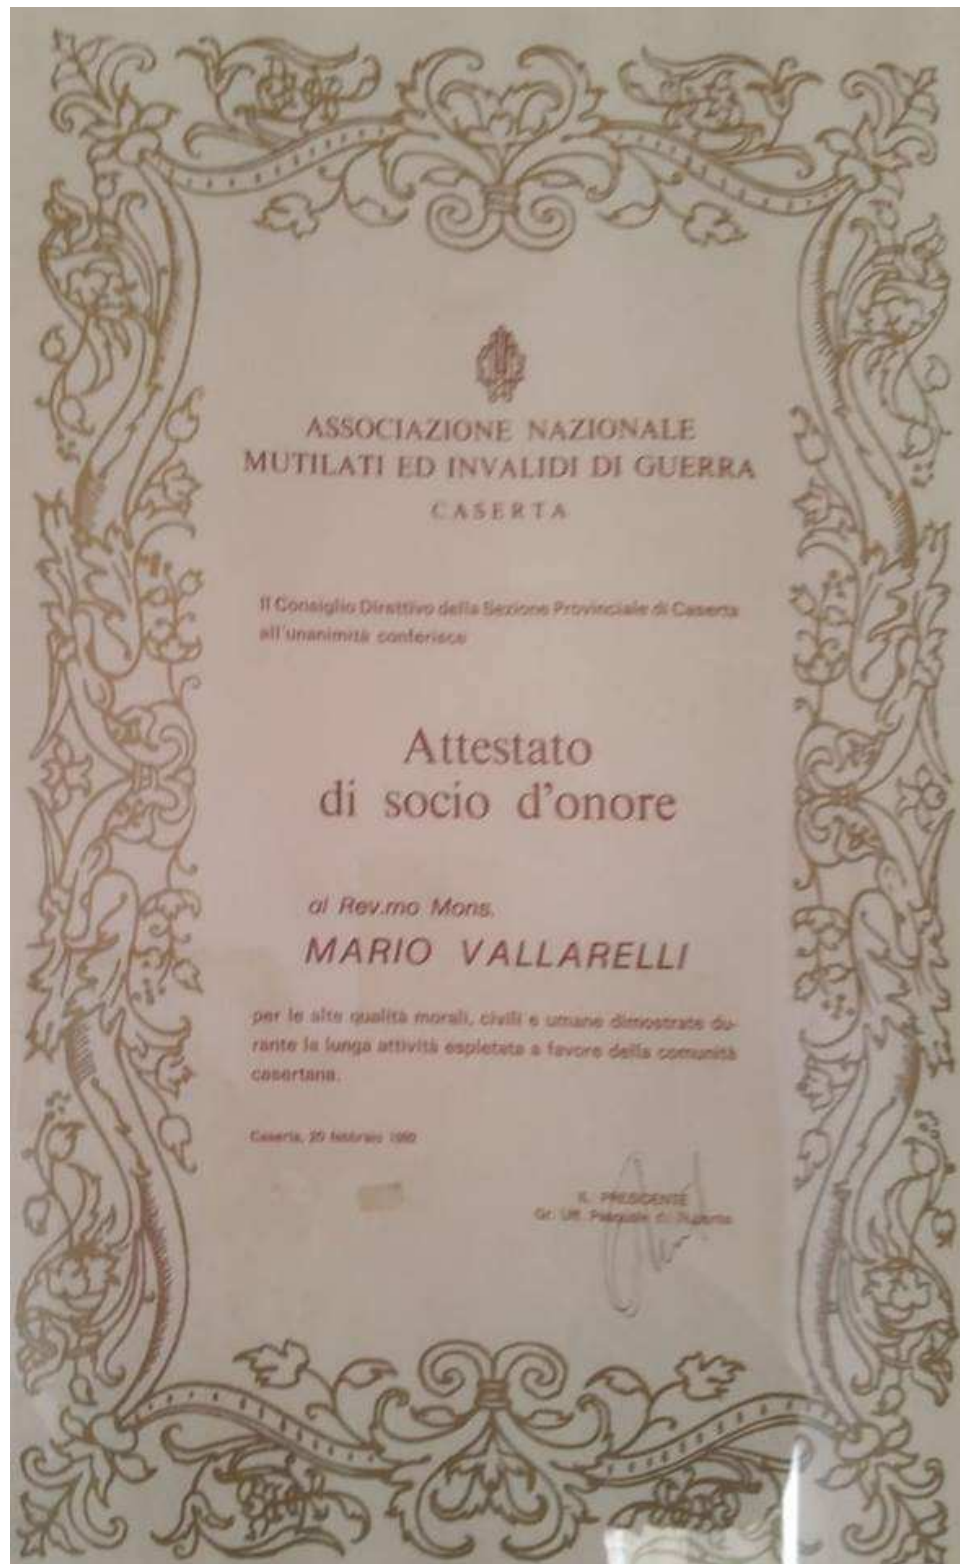 ASSOCIAZIONE NAZIONALE
MUTILATI ED INVALIDI DI GUERRA
CASERTA
Il Consiglio Direttivo della Sezione Provinciale di Caserta
all'unanimità conferisce
Attestato
di socio d'onore
al Rev.mo Mons.
MARIO VALLARELLI
per le alte qualità morali, civili e umane dimostrate du-
rante la lunga attività espletata a favore della comunità
casertana.
Caserta, 20 febbraio
IL PRESIDENTE
Gr. Uff. Pasquale